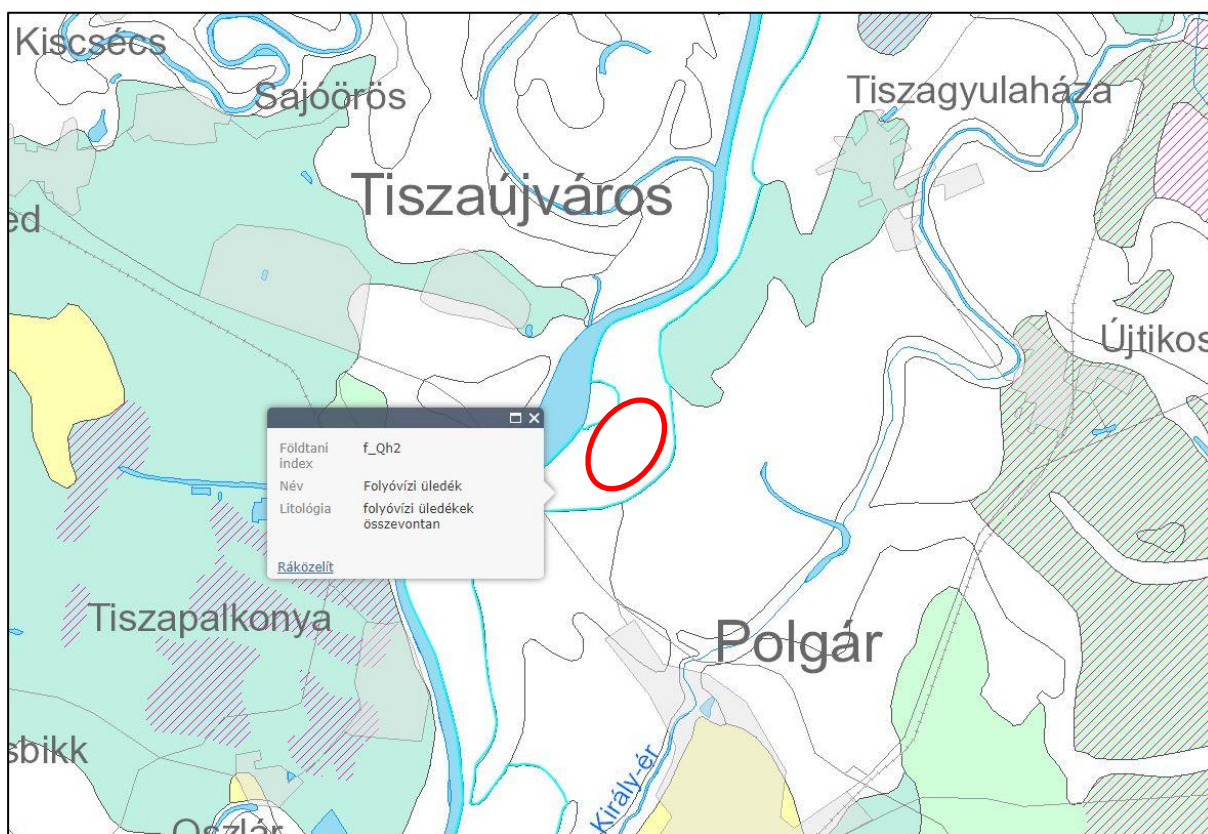 Kiscsécs
Sajóörös
Tiszagyulaháza
Tiszaújváros
ed
Újtikos
Földtani index f_Qh2
Név Folyóvízi üledék
Litológia folyóvízi üledékek
összevontan
Ráközelít
Tiszapalkonya
Polgár
sbikk
Király-ér
Oszlár